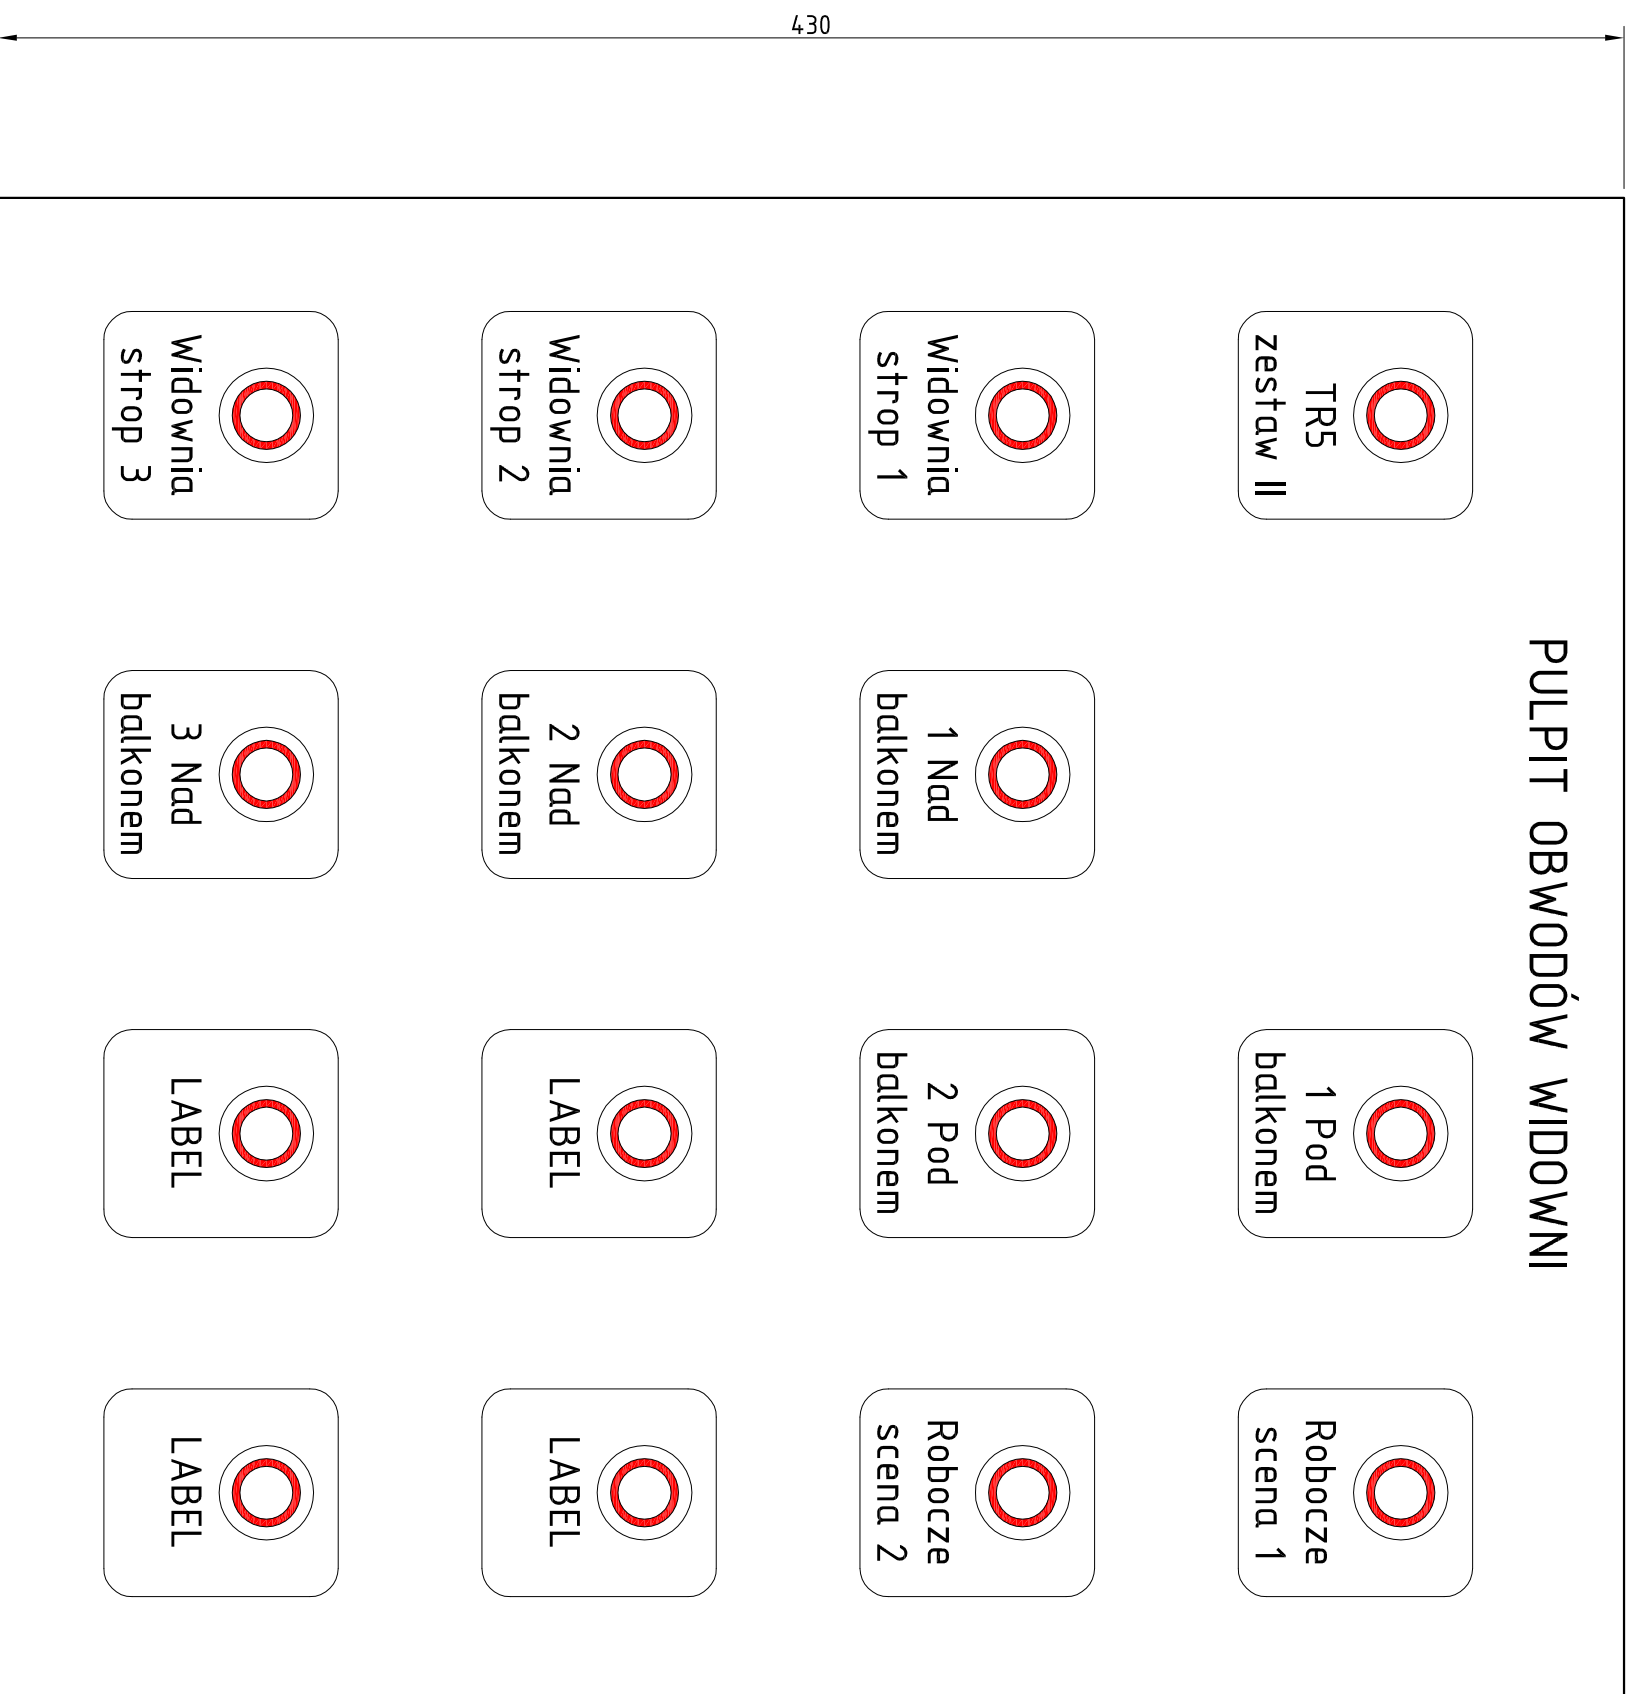 430
PULPIT OBWODÓW WIDOWNI
TR5
zestaw II
1 Pod
balkonem
Robocze
scena 1
Widownia
strop 1
1 Nad
balkonem
2 Pod
balkonem
Robocze
scena 2
Widownia
strop 2
2 Nad
balkonem
LABEL
LABEL
Widownia
strop 3
3 Nad
balkonem
LABEL
LABEL